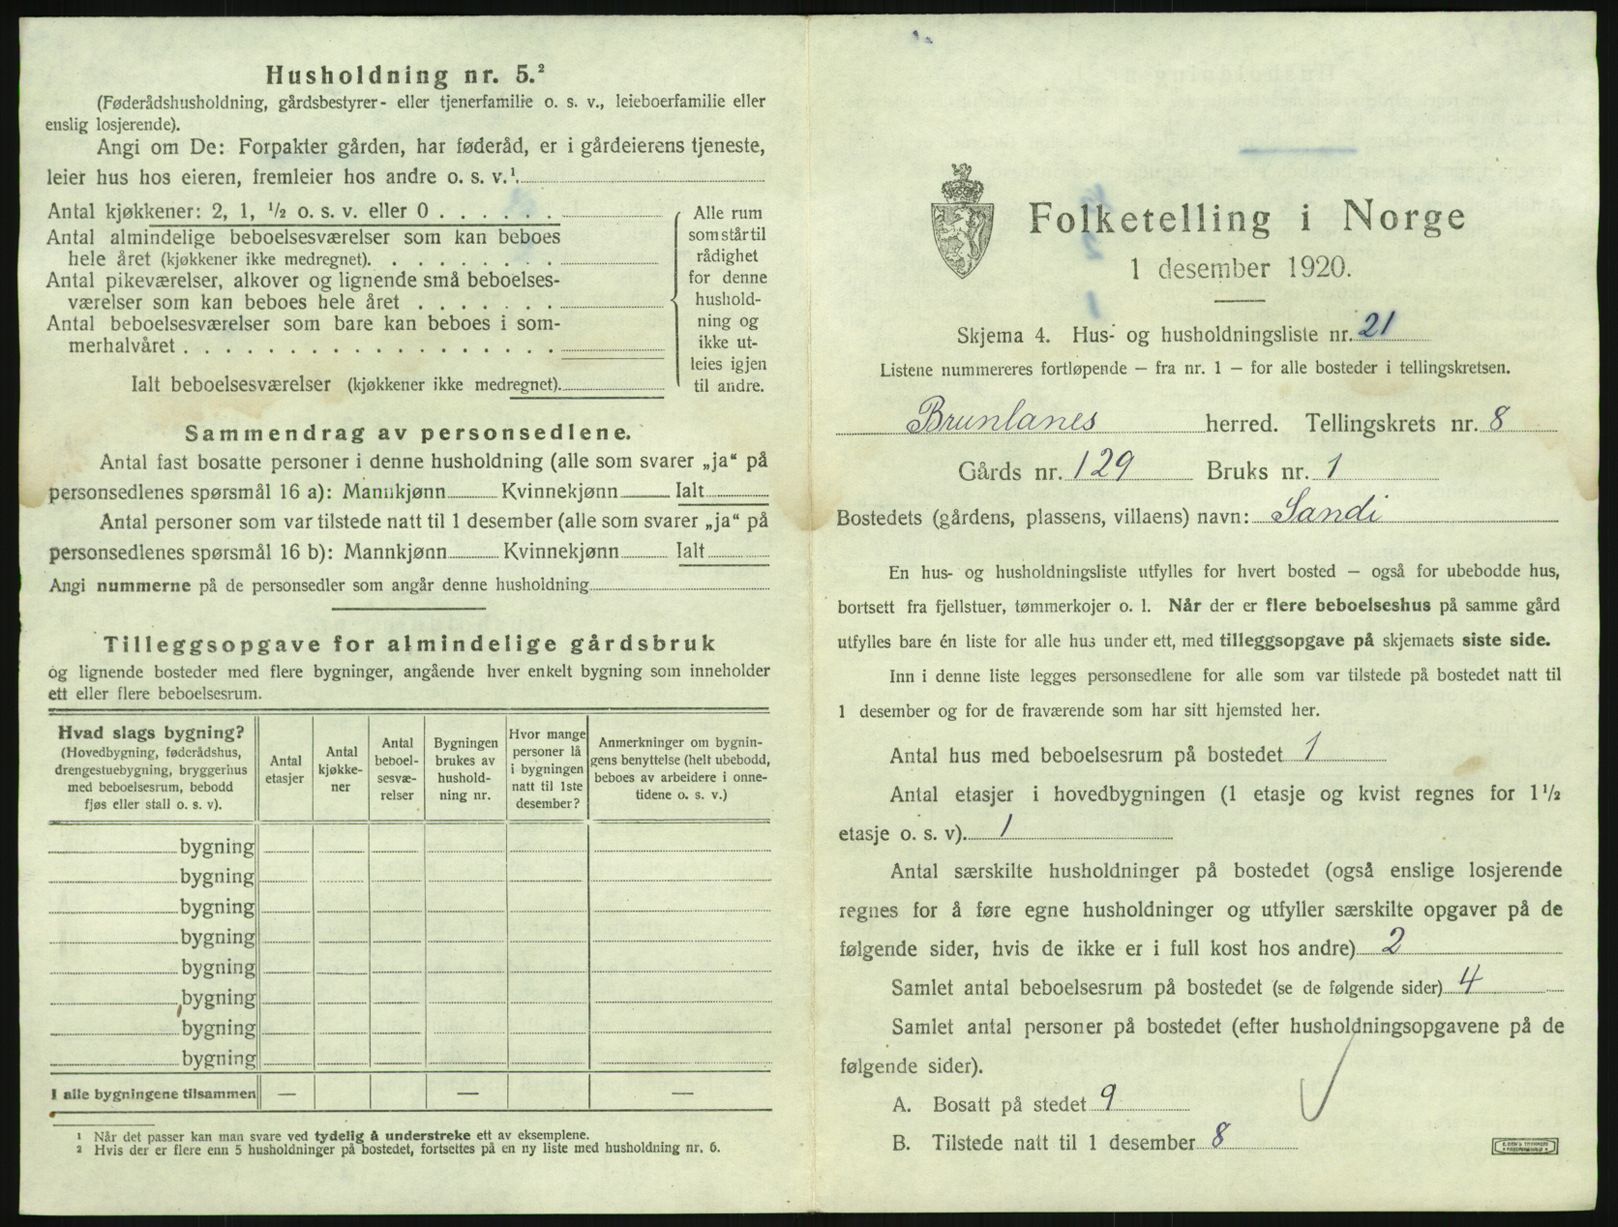 Husholdning nr. 5.²
(Føderådshusholdning, gårdsbestyrer- eller tjenerfamilie o. s. v., leieboerfamilie eller
enslig losjerende).
Angi om De: Forpakter gården, har føderåd, er i gårdeierens tjeneste,
leier hus hos eieren, fremleier hos andre o. s. v.¹
Antal kjøkkener: 2, 1, ½ o. s. v. eller 0 . . . . . .
Antal almindelige beboelsesværelser som kan beboes
hele året (kjøkkener ikke medregnet). . . . . . . . .
Antal pikeværelser, alkover og lignende små beboelses-
værelser som kan beboes hele året . . . . . . .
Antal beboelsesværelser som bare kan beboes i som-
merhalvåret . . . . . . . . . . . . . . . . . .
Ialt beboelsesværelser (kjøkkener ikke medregnet).
Alle rum
som står til
rådighet
for denne
hushold-
ning og
ikke ut-
leies igjen
til andre.
Sammendrag av personsedlene.
Antal fast bosatte personer i denne husholdning (alle som svarer „ja“ på
personsedlenes spørsmål 16 a): Mannkjønn Kvinnekjønn Ialt
Antal personer som var tilstede natt til 1 desember (alle som svarer „ja“ på
personsedlenes spørsmål 16 b): Mannkjønn Kvinnekjønn Ialt
Angi nummerne på de personsedler som angår denne husholdning
Tilleggsopgave for almindelige gårdsbruk
og lignende bosteder med flere bygninger, angående hver enkelt bygning som inneholder
ett eller flere beboelsesrum.
Hvad slags bygning?
(Hovedbygning, føderådshus,
drengestuebygning, bryggerhus
med beboelsesrum, bebodd
fjøs eller stall o. s. v).
Antal
etasjer
Antal
kjøkke-
ner
Antal
beboel-
sesvæ-
relser
Bygningen
brukes av
hushold-
ning nr.
Hvor mange
personer lå
i bygningen
natt til 1ste
desember?
Anmerkninger om bygnin-
gens benyttelse (helt ubebodd,
beboes av arbeidere i onne-
tidene o. s. v.)
bygning
bygning
bygning
bygning
bygning
bygning
bygning
bygning
I alle bygningene tilsammen — — —
¹ Når det passer kan man svare ved tydelig å understreke ett av eksemplene.
² Hvis der er flere enn 5 husholdninger på bostedet, fortsettes på en ny liste med husholdning nr. 6.
Folketelling i Norge
1 desember 1920.
Skjema 4. Hus- og husholdningsliste nr. 21
Listene nummereres fortløpende — fra nr. 1 — for alle bosteder i tellingskretsen.
Brunlanes herred. Tellingskrets nr. 8
Gårds nr. 129 Bruks nr. 1
Bostedets (gårdens, plassens, villaens) navn: Sandi
En hus- og husholdningsliste utfylles for hvert bosted — også for ubebodde hus,
bortsett fra fjellstuer, tømmerkojer o. l. Når der er flere beboelseshus på samme gård
utfylles bare én liste for alle hus under ett, med tilleggsopgave på skjemaets siste side.
Inn i denne liste legges personsedlene for alle som var tilstede på bostedet natt til
1 desember og for de fraværende som har sitt hjemsted her.
Antal hus med beboelsesrum på bostedet 1
Antal etasjer i hovedbygningen (1 etasje og kvist regnes for 1½
etasje o. s. v). 1
Antal særskilte husholdninger på bostedet (også enslige losjerende
regnes for å føre egne husholdninger og utfyller særskilte opgaver på de
følgende sider, hvis de ikke er i full kost hos andre) 2
Samlet antal beboelsesrum på bostedet (se de følgende sider) 4
Samlet antal personer på bostedet (efter husholdningsopgavene på de
følgende sider).
A. Bosatt på stedet 9
B. Tilstede natt til 1 desember 8